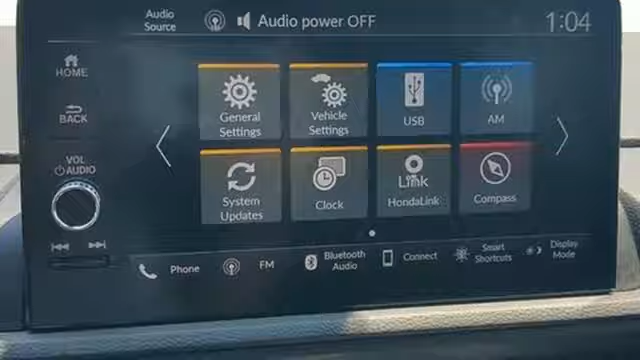 Audio
Source
Audio power OFF
1:04
HOME
BACK
VOL
AUDIO
General
Settings
Vehicle
Settings
USB
AM
System
Updates
Clock
Link
HondaLink
Compass
Phone
FM
Bluetooth
Audio
Connect
Smart
Shortcuts
Display
Mode